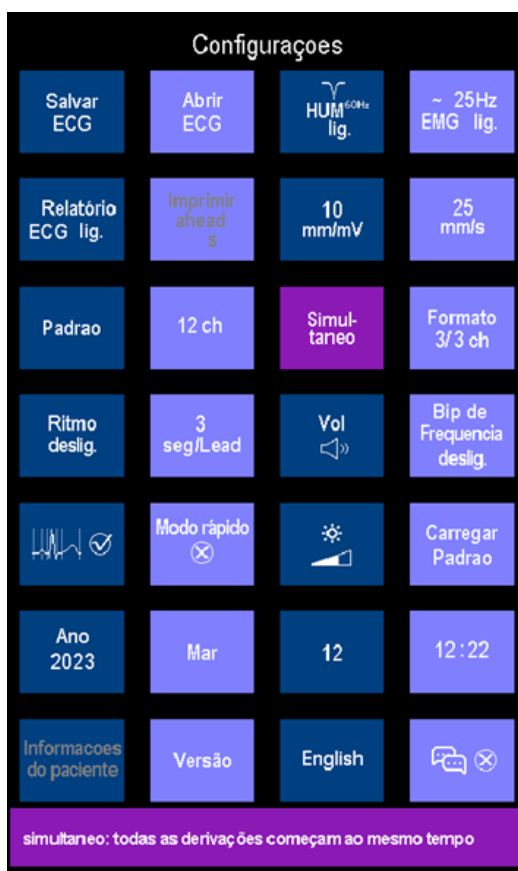 Configuraçoes
Salvar
ECG
Abrir
ECG
HUM 60Hz
lig.
~ 25Hz
EMG lig.
Relatório
ECG lig.
Imprimir
ahead
s
10
mm/mV
25
mm/s
Padrao
12 ch
Simul-
taneo
Formato
3/3 ch
Ritmo
deslig.
3
seg/Lead
Vol
Bip de
Frequencia
deslig.
Modo rápido
Carregar
Padrao
Ano
2023
Mar
12
12:22
Informacoes
do paciente
Versão
English
simultaneo: todas as derivações começam ao mesmo tempo